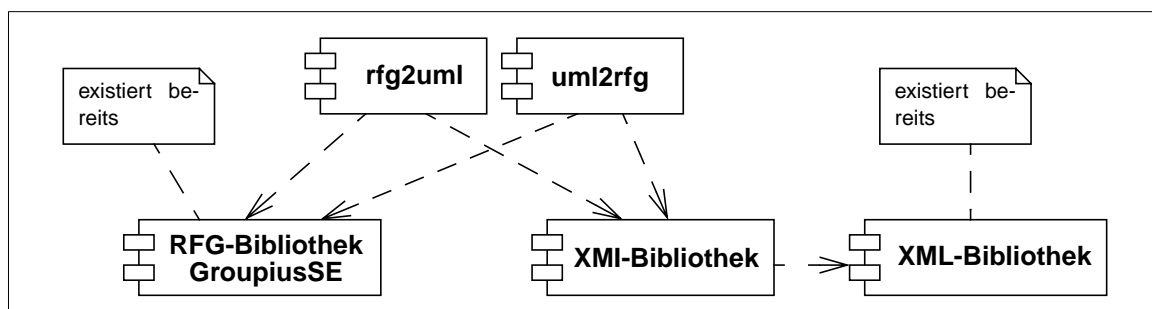 rfg2uml
uml2rfg
existiert be-
reits
existiert be-
reits
RFG-Bibliothek
GroupiusSE
XMI-Bibliothek
XML-Bibliothek